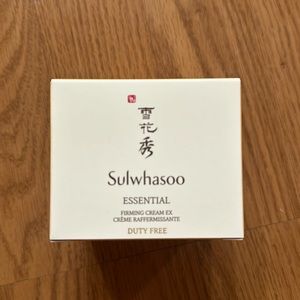 雪
花
秀
Sulwhasoo
ESSENTIAL
FIRMING CREAM EX
CRÈME RAFFERMISSANTE
DUTY FREE